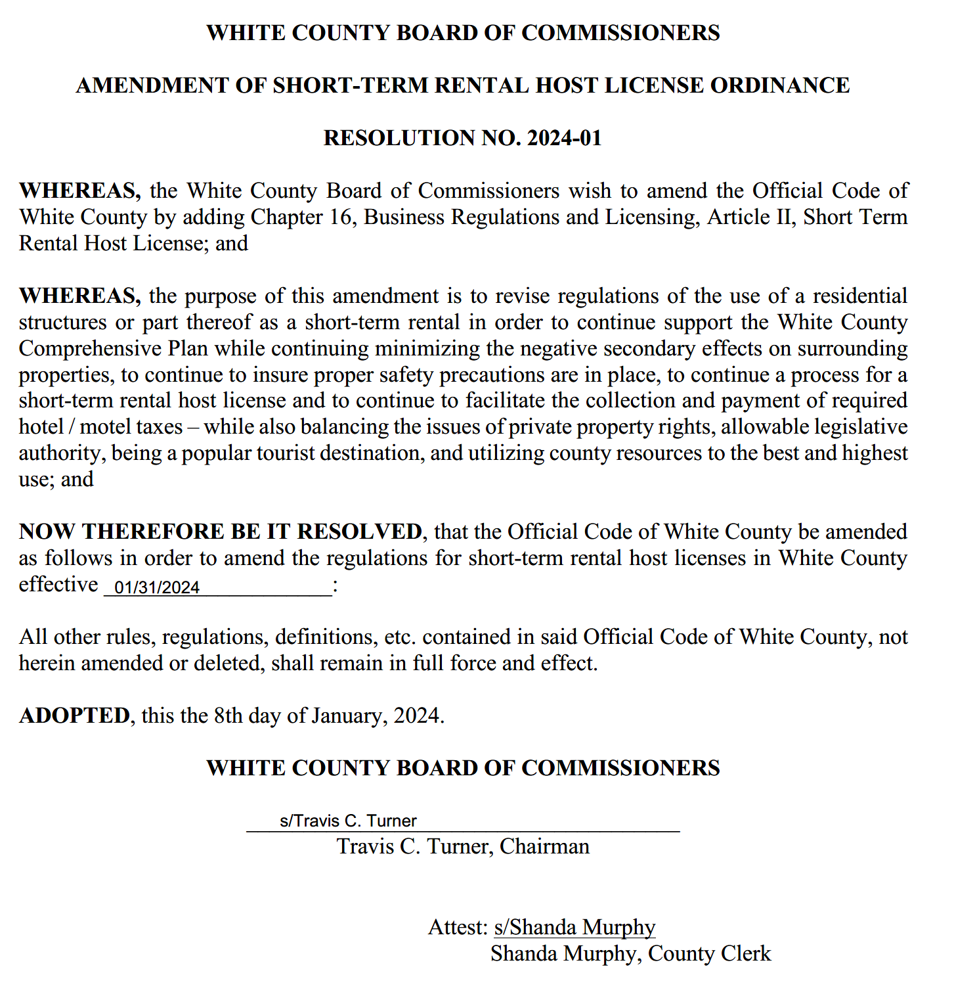 WHITE COUNTY BOARD OF COMMISSIONERS
AMENDMENT OF SHORT-TERM RENTAL HOST LICENSE ORDINANCE
RESOLUTION NO. 2024-01
WHEREAS, the White County Board of Commissioners wish to amend the Official Code of
White County by adding Chapter 16, Business Regulations and Licensing, Article II, Short Term
Rental Host License; and
WHEREAS, the purpose of this amendment is to revise regulations of the use of a residential
structures or part thereof as a short-term rental in order to continue support the White County
Comprehensive Plan while continuing minimizing the negative secondary effects on surrounding
properties, to continue to insure proper safety precautions are in place, to continue a process for a
short-term rental host license and to continue to facilitate the collection and payment of required
hotel / motel taxes – while also balancing the issues of private property rights, allowable legislative
authority, being a popular tourist destination, and utilizing county resources to the best and highest
use; and
NOW THEREFORE BE IT RESOLVED, that the Official Code of White County be amended
as follows in order to amend the regulations for short-term rental host licenses in White County
effective 01/31/2024:
All other rules, regulations, definitions, etc. contained in said Official Code of White County, not
herein amended or deleted, shall remain in full force and effect.
ADOPTED, this the 8th day of January, 2024.
WHITE COUNTY BOARD OF COMMISSIONERS
s/Travis C. Turner
Travis C. Turner, Chairman
Attest: s/Shanda Murphy
Shanda Murphy, County Clerk